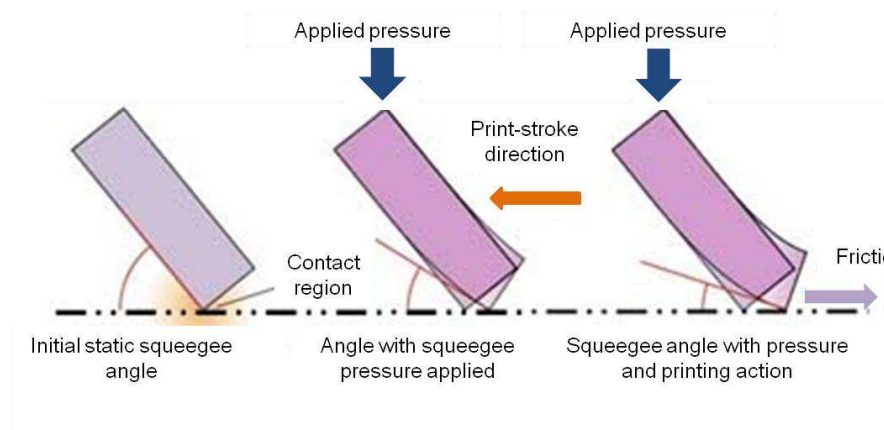 Applied pressure
Applied pressure
Print-stroke
direction
Contact
region
Frictio
Initial static squeegee
angle
Angle with squeegee
pressure applied
Squeegee angle with pressure
and printing action